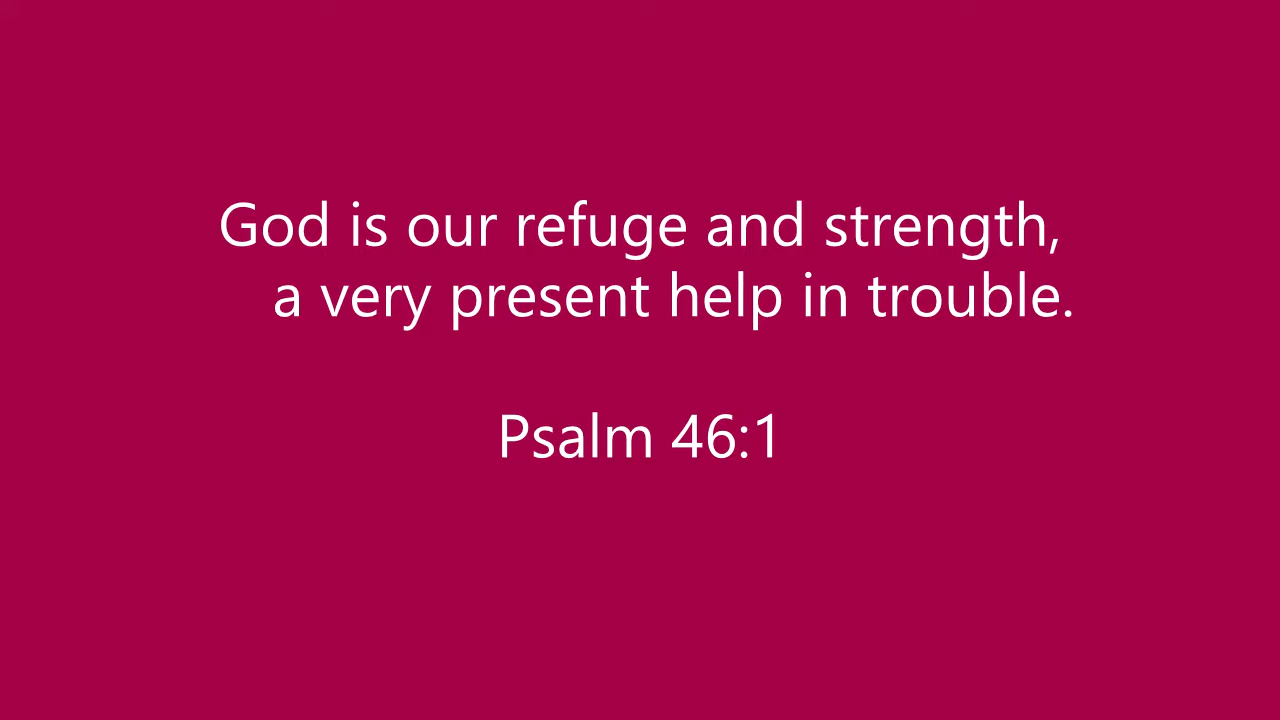 God is our refuge and strength,
a very present help in trouble.
Psalm 46:1